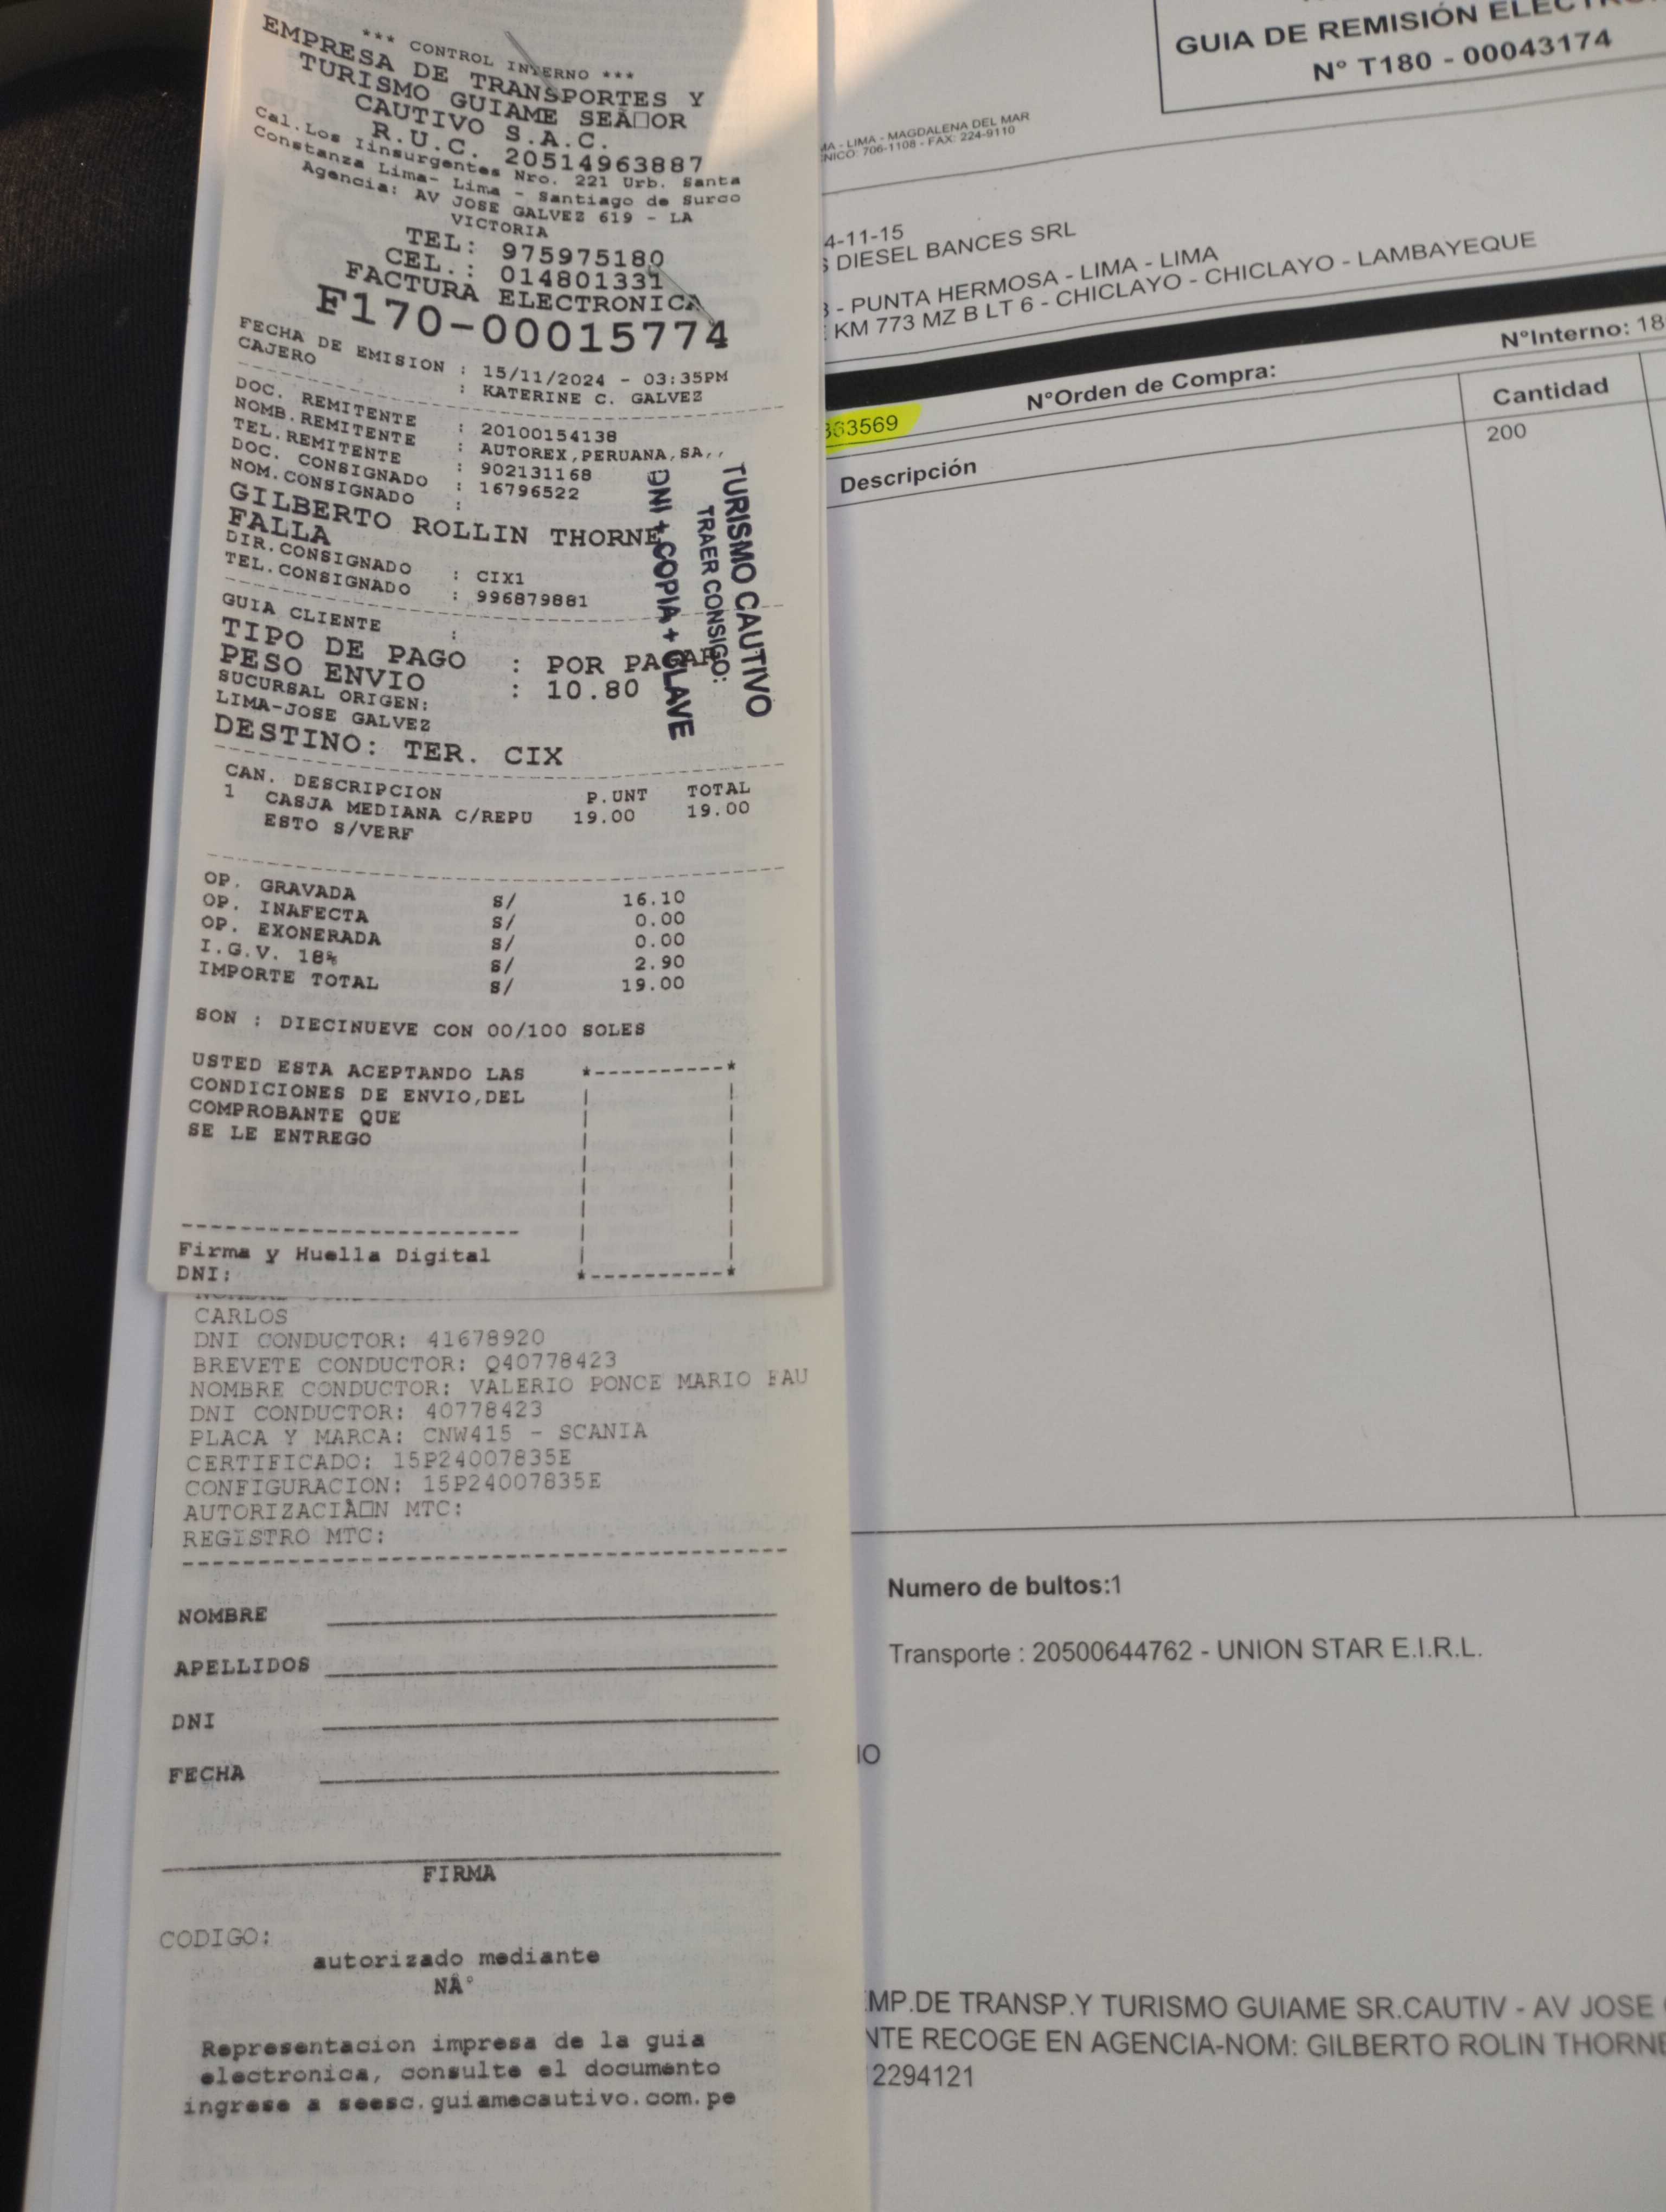 *** CONTROL INTERNO ***
EMPRESA DE TRANSPORTES Y
TURISMO GUIAME SEÃ□OR
CAUTIVO S.A.C.
R.U.C. 20514963887
Cal.Los Iinsurgentes Nro. 221 Urb. Santa
Constanza Lima- Lima - Santiago de Surco
Agencia: AV JOSE GALVEZ 619 - LA
VICTORIA
TEL: 975975180
CEL.: 014801331
FACTURA ELECTRONICA
F170-00015774
FECHA DE EMISION : 15/11/2024 - 03:35PM
CAJERO : KATERINE C. GALVEZ
DOC. REMITENTE : 20100154138
NOMB.REMITENTE : AUTOREX,PERUANA,SA,,
TEL.REMITENTE : 902131168
DOC. CONSIGNADO : 16796522
NOM.CONSIGNADO :
GILBERTO ROLLIN THORNE
FALLA
DIR.CONSIGNADO : CIX1
TEL.CONSIGNADO : 996879881
GUIA CLIENTE :
TIPO DE PAGO : POR PAGAR
PESO ENVIO : 10.80
SUCURSAL ORIGEN:
LIMA-JOSE GALVEZ
DESTINO: TER. CIX
TURISMO CAUTIVO
TRAER CONSIGO:
DNI + COPIA + CLAVE
CAN. DESCRIPCION P.UNT TOTAL
1 CASJA MEDIANA C/REPU 19.00 19.00
ESTO S/VERF
OP. GRAVADA S/ 16.10
OP. INAFECTA S/ 0.00
OP. EXONERADA S/ 0.00
I.G.V. 18% S/ 2.90
IMPORTE TOTAL S/ 19.00
SON : DIECINUEVE CON 00/100 SOLES
USTED ESTA ACEPTANDO LAS
CONDICIONES DE ENVIO,DEL
COMPROBANTE QUE
SE LE ENTREGO
Firma y Huella Digital
DNI:
CARLOS
DNI CONDUCTOR: 41678920
BREVETE CONDUCTOR: Q40778423
NOMBRE CONDUCTOR: VALERIO PONCE MARIO FAU
DNI CONDUCTOR: 40778423
PLACA Y MARCA: CNW415 - SCANIA
CERTIFICADO: 15P24007835E
CONFIGURACION: 15P24007835E
AUTORIZACIÃ□N MTC:
REGISTRO MTC:
NOMBRE
APELLIDOS
DNI
FECHA
FIRMA
CODIGO:
autorizado mediante
NÂ°
Representacion impresa de la guia
electronica, consulte el documento
ingrese a seesc.guiamecautivo.com.pe
GUIA DE REMISIÓN ELECTRO
N° T180 - 00043174
MA - LIMA - MAGDALENA DEL MAR
NICO: 706-1108 - FAX: 224-9110
4-11-15
DIESEL BANCES SRL
- PUNTA HERMOSA - LIMA - LIMA
KM 773 MZ B LT 6 - CHICLAYO - CHICLAYO - LAMBAYEQUE
N°Orden de Compra: N°Interno: 18
363569
Descripción Cantidad
200
Numero de bultos:1
Transporte : 20500644762 - UNION STAR E.I.R.L.
IO
MP.DE TRANSP.Y TURISMO GUIAME SR.CAUTIV - AV JOSE
NTE RECOGE EN AGENCIA-NOM: GILBERTO ROLIN THORNE
2294121